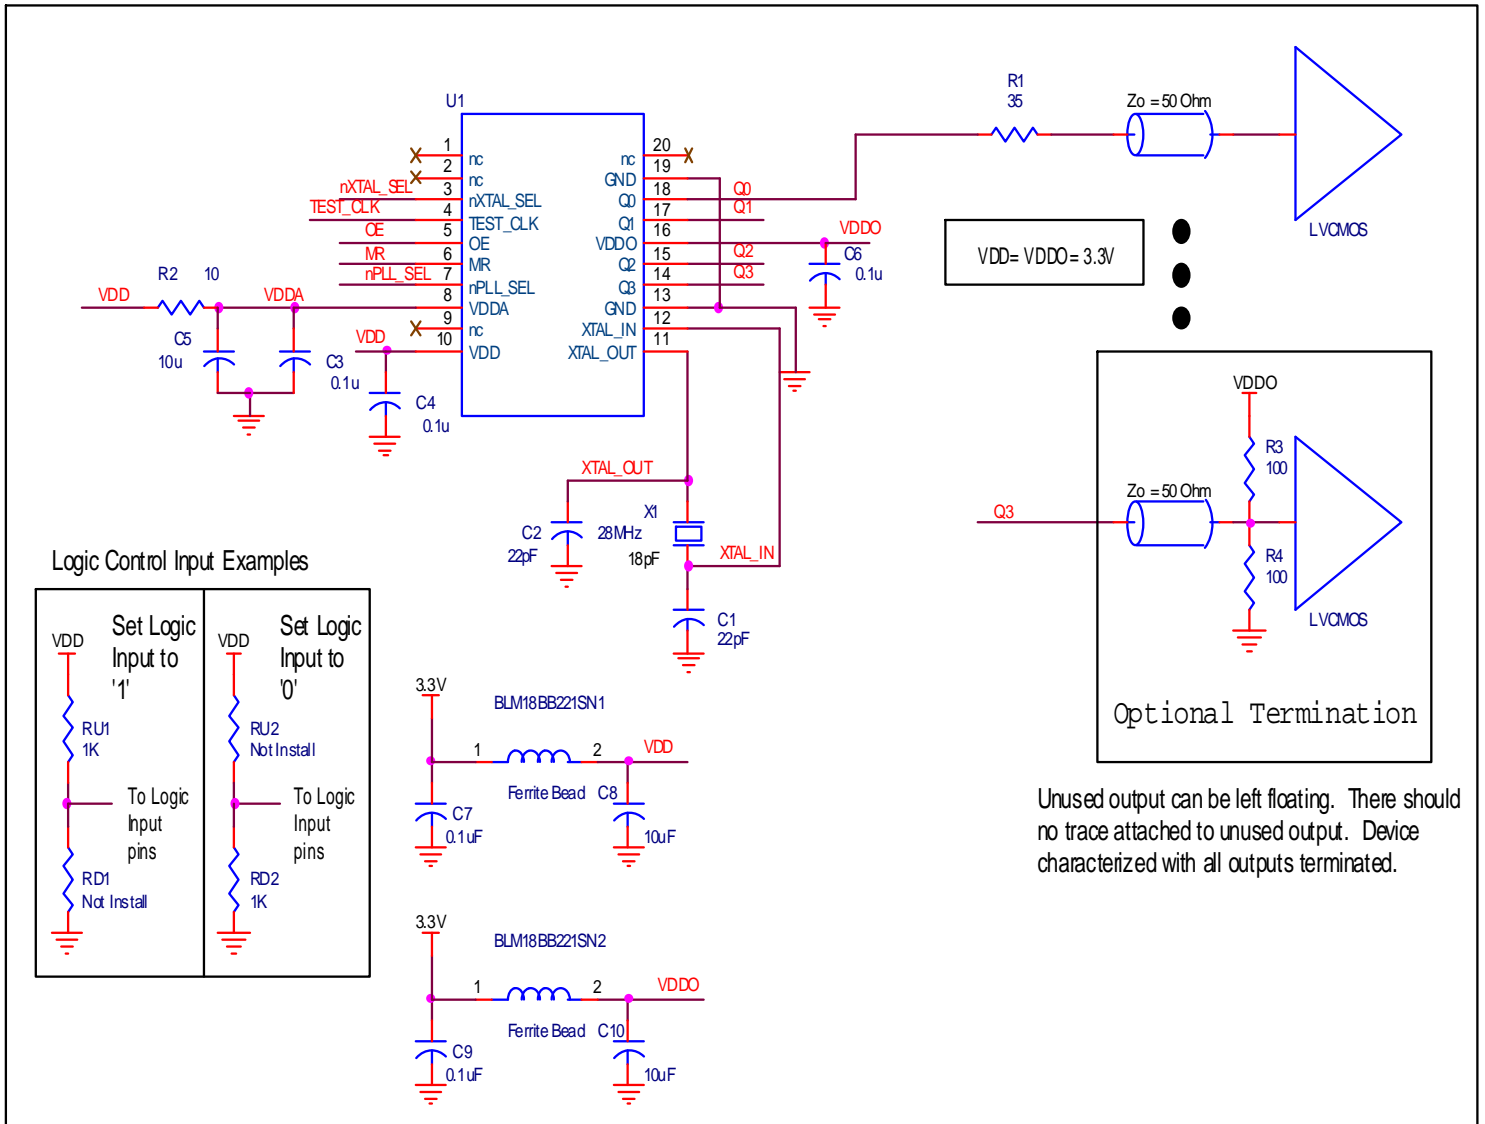 U1
1
nc
2
nc
nXTAL_SEL
3
nXTAL_SEL
TEST_CLK
4
TEST_CLK
OE
5
OE
MR
6
MR
nPLL_SEL
7
nPLL_SEL
8
VDDA
9
nc
10
VDD
20
nc
19
GND
18
Q0
Q0
17
Q1
Q1
16
VDDO
VDDO
15
Q2
Q2
14
Q3
Q3
13
GND
12
XTAL_IN
11
XTAL_OUT
R1
35
Zo = 50 Ohm
LVCMOS
VDD= VDDO = 3.3V
C6
0.1u
VDD
R2 10
VDDA
C5
10u
C3
0.1u
VDD
C4
0.1u
XTAL_OUT
C2
22pF
X1
28MHz
18pF
XTAL_IN
C1
22pF
VDDO
R3
100
Zo = 50 Ohm
Q3
R4
100
LVCMOS
Optional Termination
Logic Control Input Examples
VDD
Set Logic
Input to
'1'
RU1
1K
To Logic
Input
pins
RD1
Not Install
VDD
Set Logic
Input to
'0'
RU2
Not Install
To Logic
Input
pins
RD2
1K
3.3V
BLM18BB221SN1
1
2
VDD
Ferrite Bead
C7
0.1uF
C8
10uF
3.3V
BLM18BB221SN2
1
2
VDDO
Ferrite Bead
C9
0.1uF
C10
10uF
Unused output can be left floating. There should
no trace attached to unused output. Device
characterized with all outputs terminated.